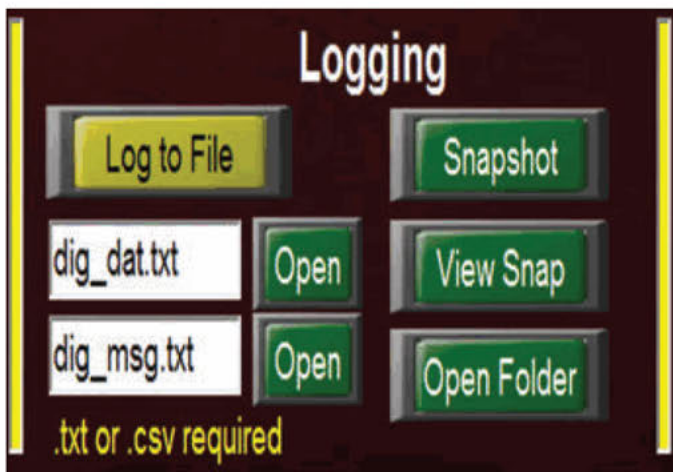 Logging
Log to File
Snapshot
dig_dat.txt
Open
View Snap
dig_msg.txt
Open
Open Folder
.txt or .csv required